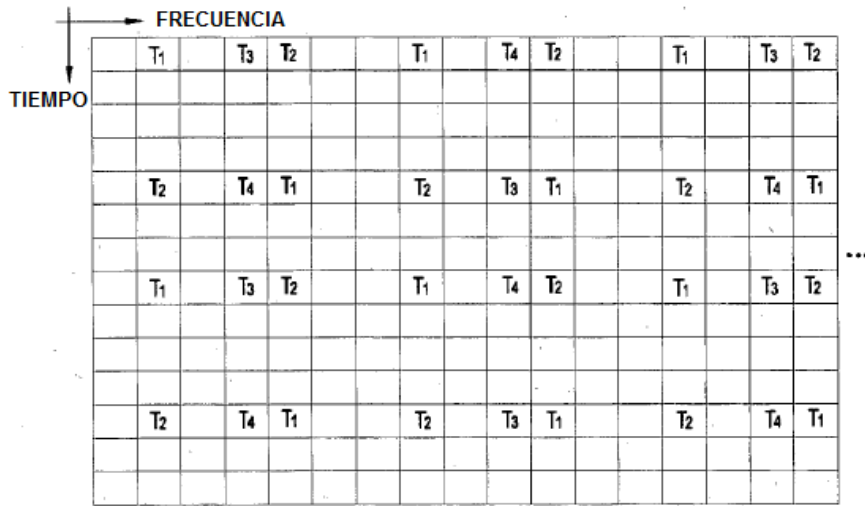 FRECUENCIA
T1 T3 T2 T1 T4 T2 T1 T3 T2
TIEMPO
T2 T4 T1 T2 T3 T1 T2 T4 T1
...
T1 T3 T2 T1 T4 T2 T1 T3 T2
T2 T4 T1 T2 T3 T1 T2 T4 T1